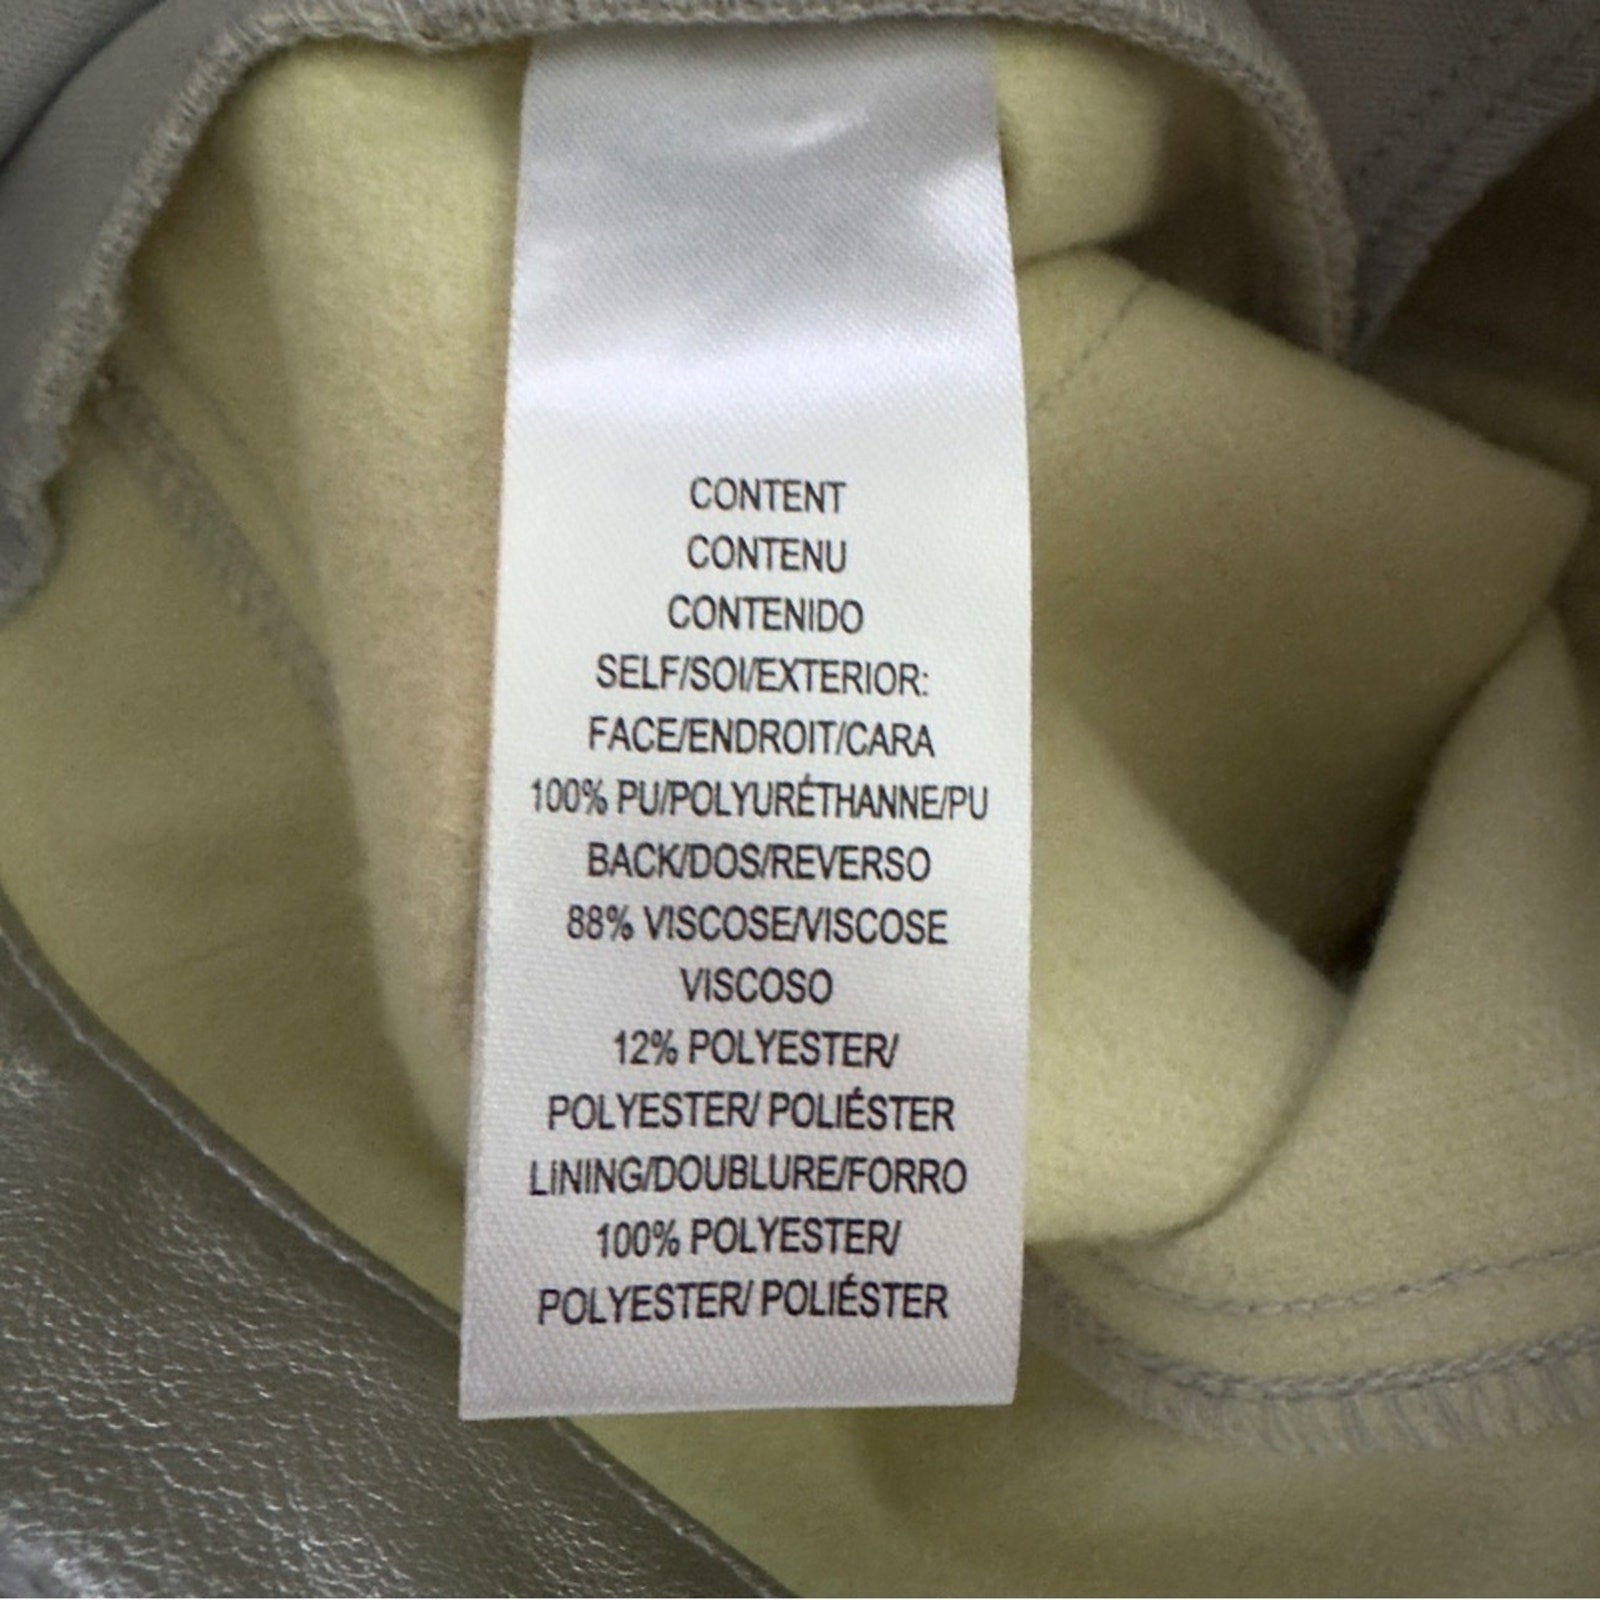 CONTENT
CONTENU
CONTENIDO
SELF/SOI/EXTERIOR:
FACE/ENDROIT/CARA
100% PU/POLYURÉTHANNE/PU
BACK/DOS/REVERSO
88% VISCOSE/VISCOSE
VISCOSO
12% POLYESTER/
POLYESTER/ POLIÉSTER
LINING/DOUBLURE/FORRO
100% POLYESTER/
POLYESTER/ POLIÉSTER